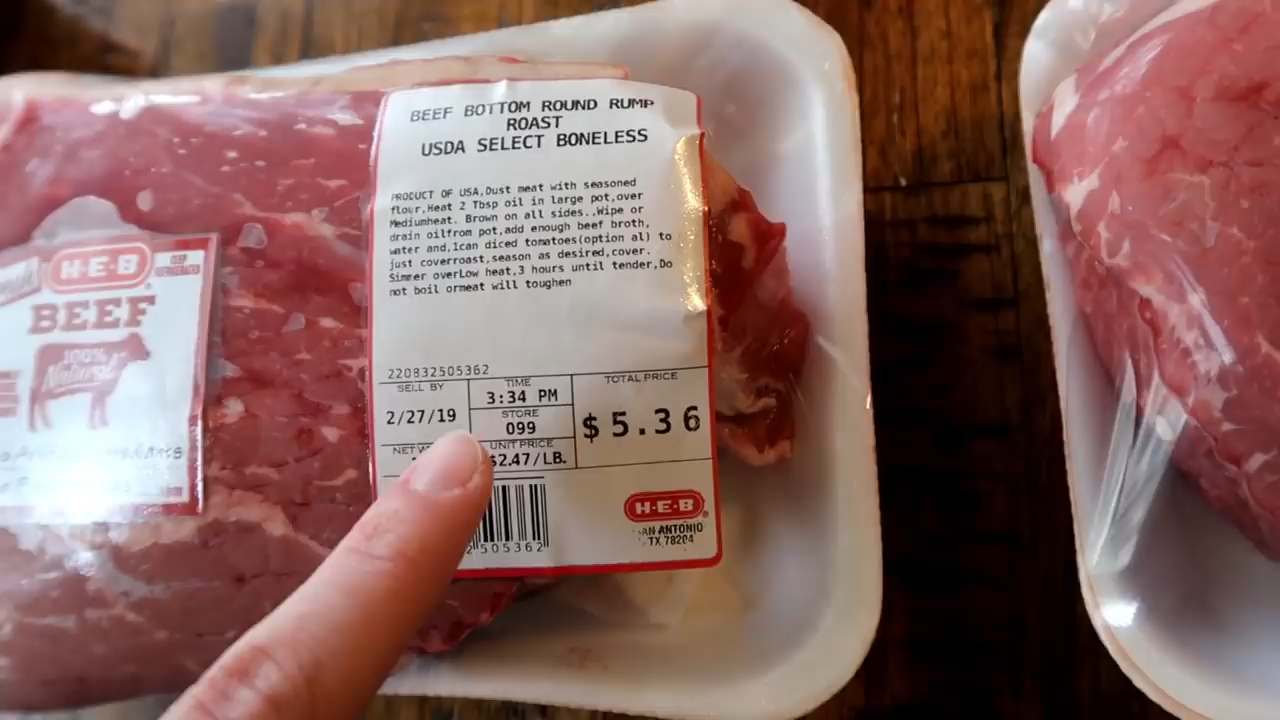 BEEF BOTTOM ROUND RUMP
ROAST
USDA SELECT BONELESS
PRODUCT OF USA,Dust meat with seasoned
flour,Heat 2 Tbsp oil in large pot,over
Mediumheat. Brown on all sides..Wipe or
drain oilfrom pot,add enough beef broth,
water and,1can diced tomatoes(option al) to
just coverroast,season as desired,cover.
Simmer overLow heat,3 hours until tender,Do
not boil ormeat will toughen
220832505362
SELL BY
2/27/19
TIME
3:34 PM
STORE
099
TOTAL PRICE
$5.36
NET
UNIT PRICE
$2.47/LB.
2505362
H-E-B
SAN ANTONIO
TX 78204
H-E-B
BEEF
100%
Natural